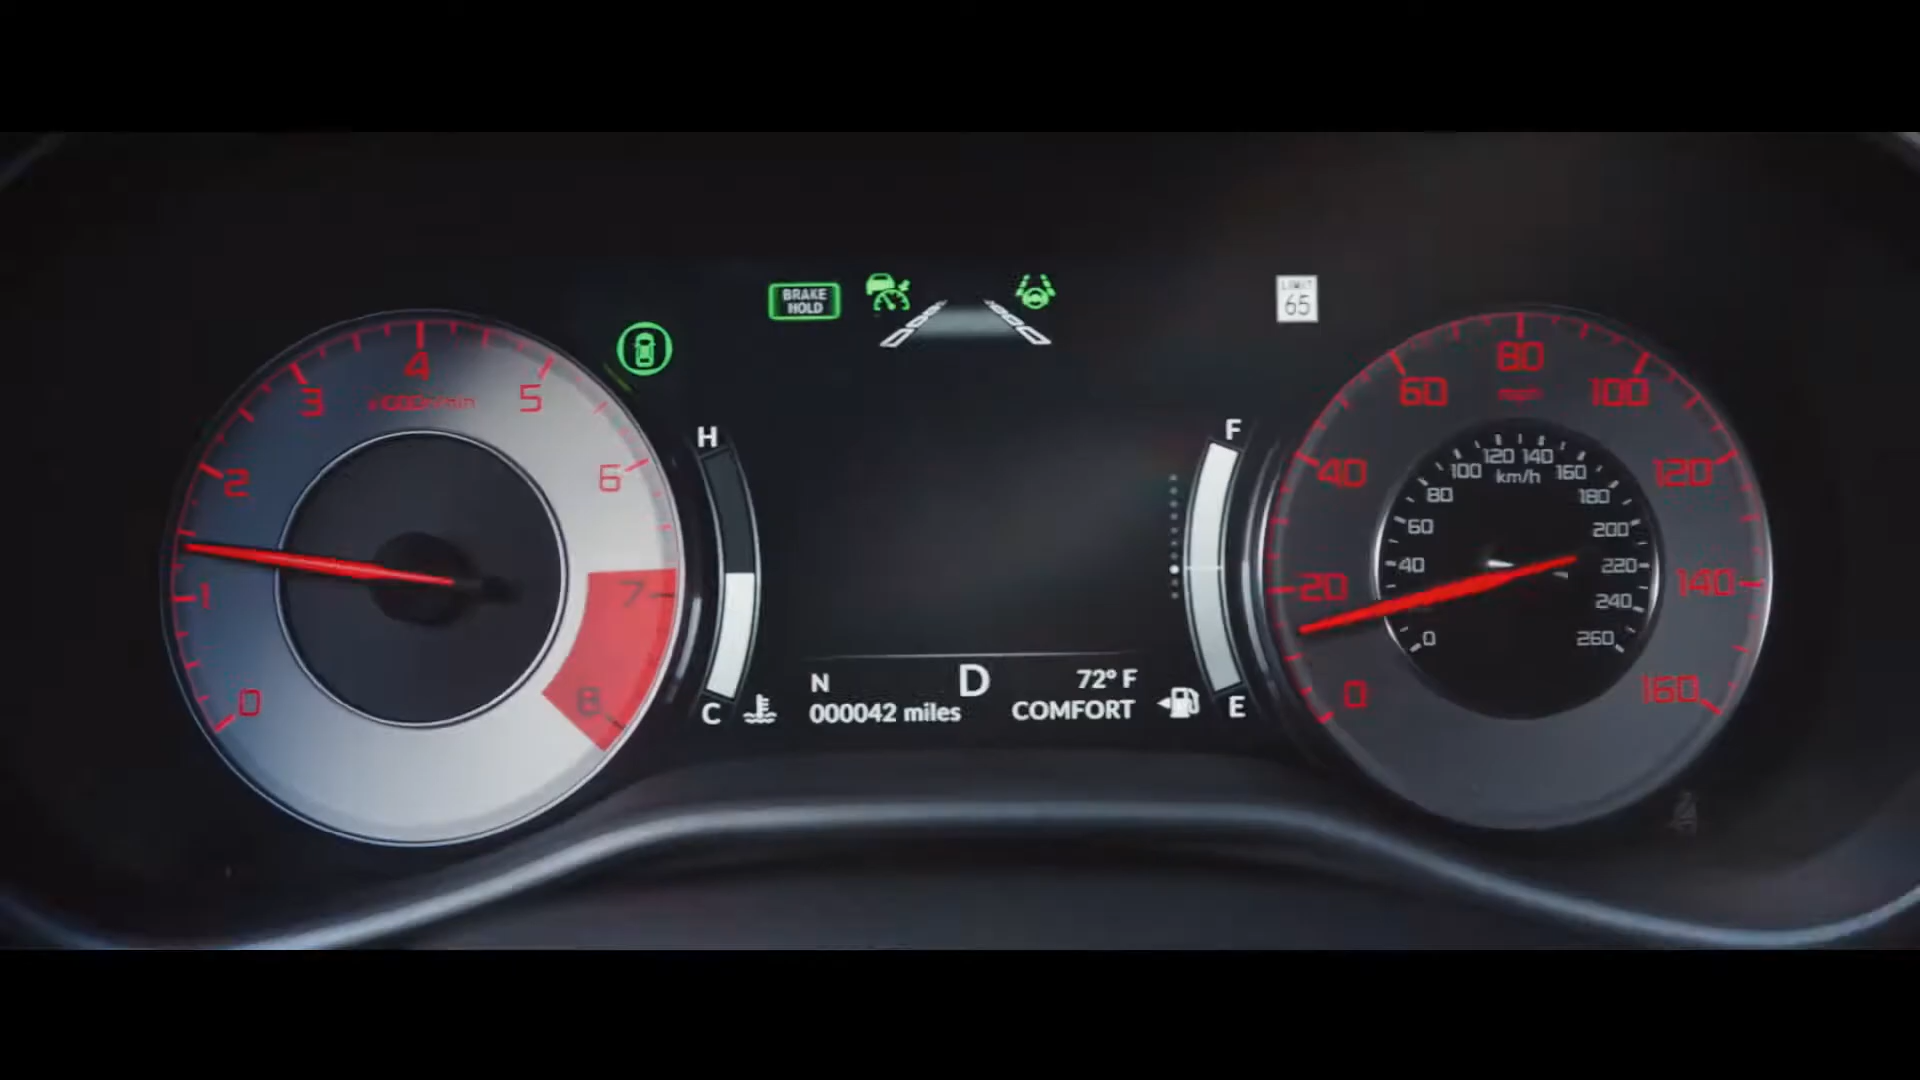 BRAKE
HOLD
LIMIT
65
0
1
2
3
4
5
6
7
8
H
C
F
E
N
D
72° F
000042 miles
COMFORT
0
20
40
60
80
100
120
140
160
mph
km/h
0
40
60
80
100
120
140
160
180
200
220
240
260